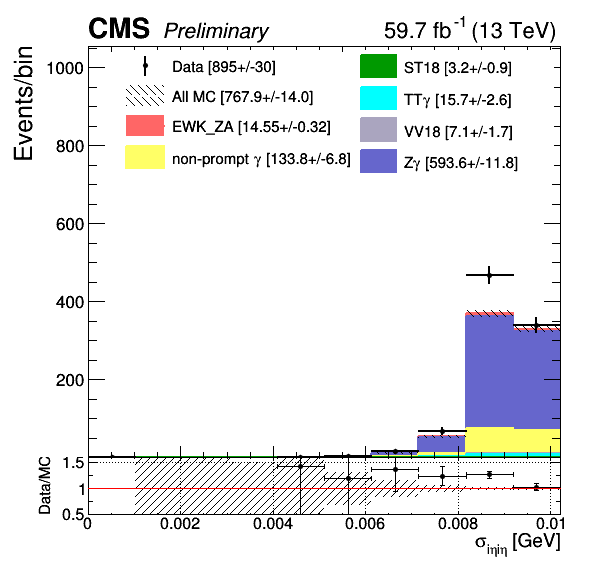 CMS Preliminary 59.7 fb⁻¹ (13 TeV)
Events/bin
1000
800
600
400
200
Data [895+/-30]
All MC [767.9+/-14.0]
EWK_ZA [14.55+/-0.32]
non-prompt γ [133.8+/-6.8]
ST18 [3.2+/-0.9]
TTγ [15.7+/-2.6]
VV18 [7.1+/-1.7]
Zγ [593.6+/-11.8]
Data/MC
1.5
1
0.5
0 0.002 0.004 0.006 0.008 0.01
σiηiη [GeV]